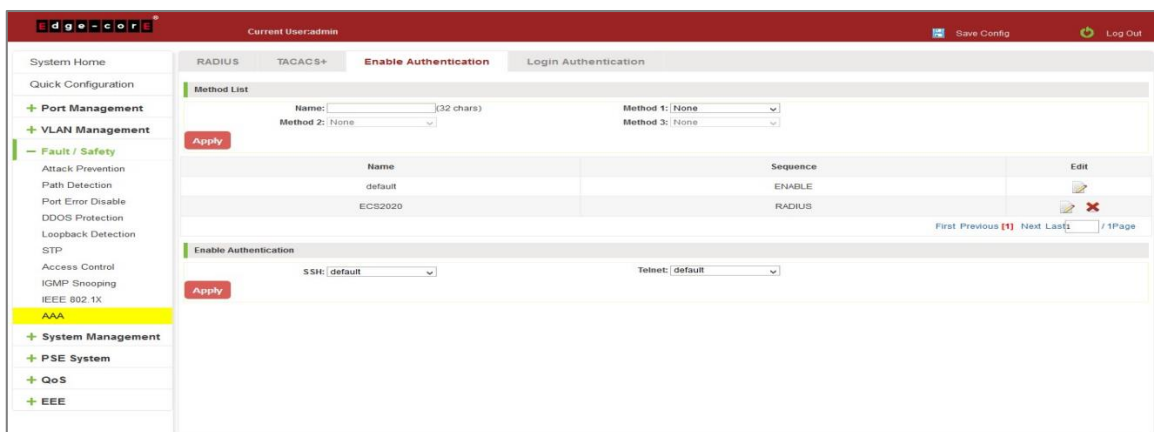 Edge-corE®
Current User:admin
Save Config
Log Out
System Home
Quick Configuration
+ Port Management
+ VLAN Management
− Fault / Safety
Attack Prevention
Path Detection
Port Error Disable
DDOS Protection
Loopback Detection
STP
Access Control
IGMP Snooping
IEEE 802.1X
AAA
+ System Management
+ PSE System
+ QoS
+ EEE
RADIUS TACACS+ Enable Authentication Login Authentication
Method List
Name: (32 chars) Method 1: None
Method 2: None Method 3: None
Apply
Name Sequence Edit
default ENABLE
ECS2020 RADIUS
First Previous [1] Next Last 1 / 1Page
Enable Authentication
SSH: default Telnet: default
Apply